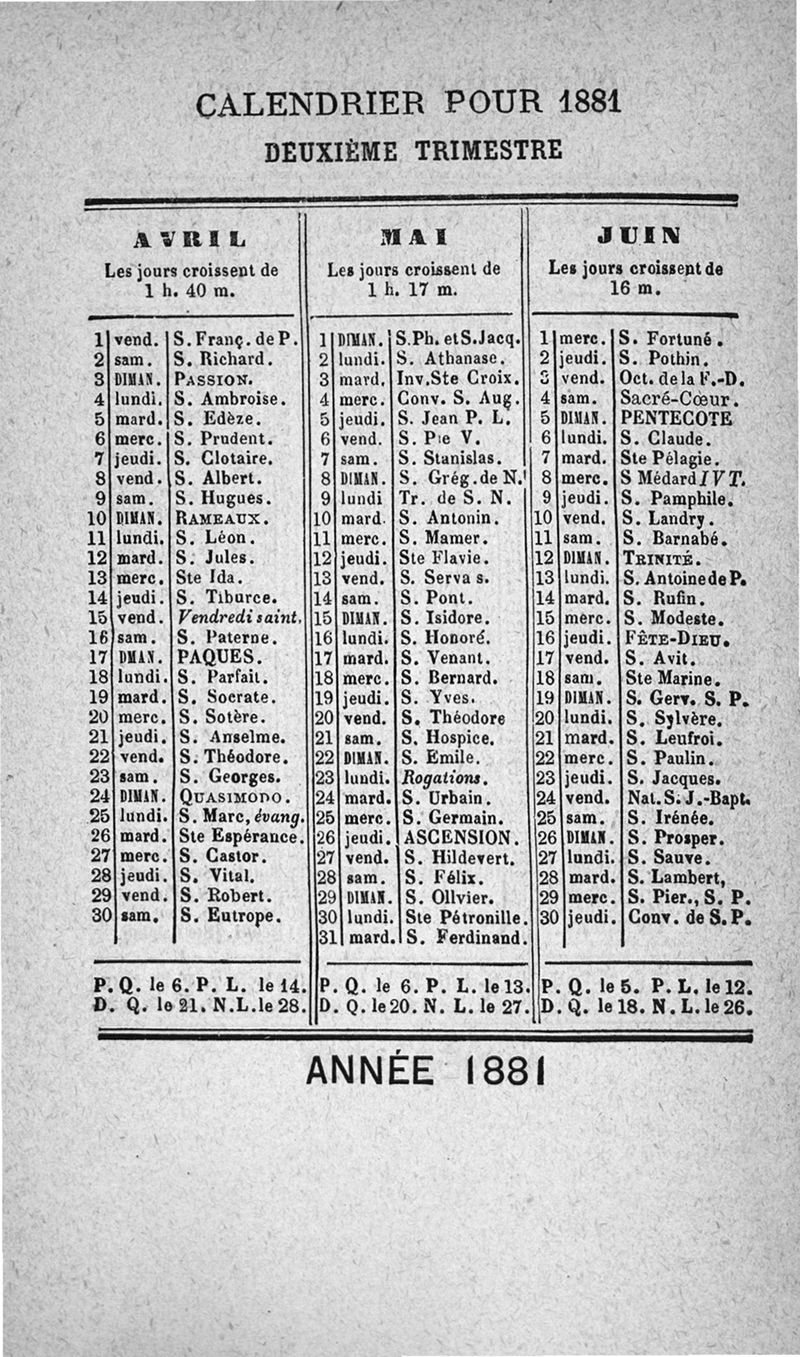 CALENDRIER POUR 1881
DEUXIÈME TRIMESTRE
AVRIL
Les jours croissent de
1 h. 40 m.
1 vend. S. Franç. de P.
2 sam. S. Richard.
3 DIMAN. PASSION.
4 lundi. S. Ambroise.
5 mard. S. Edèze.
6 merc. S. Prudent.
7 jeudi. S. Clotaire.
8 vend. S. Albert.
9 sam. S. Hugues.
10 DIMAN. RAMEAUX.
11 lundi. S. Léon.
12 mard. S. Jules.
13 merc. Ste Ida.
14 jeudi. S. Tiburce.
15 vend. Vendredi saint.
16 sam. S. Paterne.
17 DMAN. PAQUES.
18 lundi. S. Parfait.
19 mard. S. Socrate.
20 merc. S. Sotère.
21 jeudi. S. Anselme.
22 vend. S. Théodore.
23 sam. S. Georges.
24 DIMAN. QUASIMODO.
25 lundi. S. Marc, évang.
26 mard. Ste Espérance.
27 merc. S. Castor.
28 jeudi. S. Vital.
29 vend. S. Robert.
30 sam. S. Eutrope.
P. Q. le 6. P. L. le 14.
D. Q. le 21. N. L. le 28.
MAI
Les jours croissent de
1 h. 17 m.
1 DIMAN. S. Ph. et S. Jacq.
2 lundi. S. Athanase.
3 mard. Inv. Ste Croix.
4 merc. Conv. S. Aug.
5 jeudi. S. Jean P. L.
6 vend. S. Pie V.
7 sam. S. Stanislas.
8 DIMAN. S. Grég. de N.
9 lundi Tr. de S. N.
10 mard. S. Antonin.
11 merc. S. Mamer.
12 jeudi. Ste Flavie.
13 vend. S. Servas.
14 sam. S. Pont.
15 DIMAN. S. Isidore.
16 lundi. S. Honoré.
17 mard. S. Venant.
18 merc. S. Bernard.
19 jeudi. S. Yves.
20 vend. S. Théodore
21 sam. S. Hospice.
22 DIMAN. S. Emile.
23 lundi. Rogations.
24 mard. S. Urbain.
25 merc. S. Germain.
26 jeudi. ASCENSION.
27 vend. S. Hildevert.
28 sam. S. Félix.
29 DIMAN. S. Ollvier.
30 lundi. Ste Pétronille.
31 mard. S. Ferdinand.
P. Q. le 6. P. L. le 13.
D. Q. le 20. N. L. le 27.
JUIN
Les jours croissent de
16 m.
1 merc. S. Fortuné.
2 jeudi. S. Pothin.
3 vend. Oct. de la F.-D.
4 sam. Sacré-Cœur.
5 DIMAN. PENTECOTE
6 lundi. S. Claude.
7 mard. Ste Pélagie.
8 merc. S Médard IV T.
9 jeudi. S. Pamphile.
10 vend. S. Landry.
11 sam. S. Barnabé.
12 DIMAN. TRINITÉ.
13 lundi. S. Antoine de P.
14 mard. S. Rufin.
15 merc. S. Modeste.
16 jeudi. FÊTE-DIEU.
17 vend. S. Avit.
18 sam. Ste Marine.
19 DIMAN. S. Gerv. S. P.
20 lundi. S. Sylvère.
21 mard. S. Leufroi.
22 merc. S. Paulin.
23 jeudi. S. Jacques.
24 vend. Nat. S. J.-Bapt.
25 sam. S. Irénée.
26 DIMAN. S. Prosper.
27 lundi. S. Sauve.
28 mard. S. Lambert,
29 merc. S. Pier., S. P.
30 jeudi. Conv. de S. P.
P. Q. le 5. P. L. le 12.
D. Q. le 18. N. L. le 26.
ANNÉE 1881